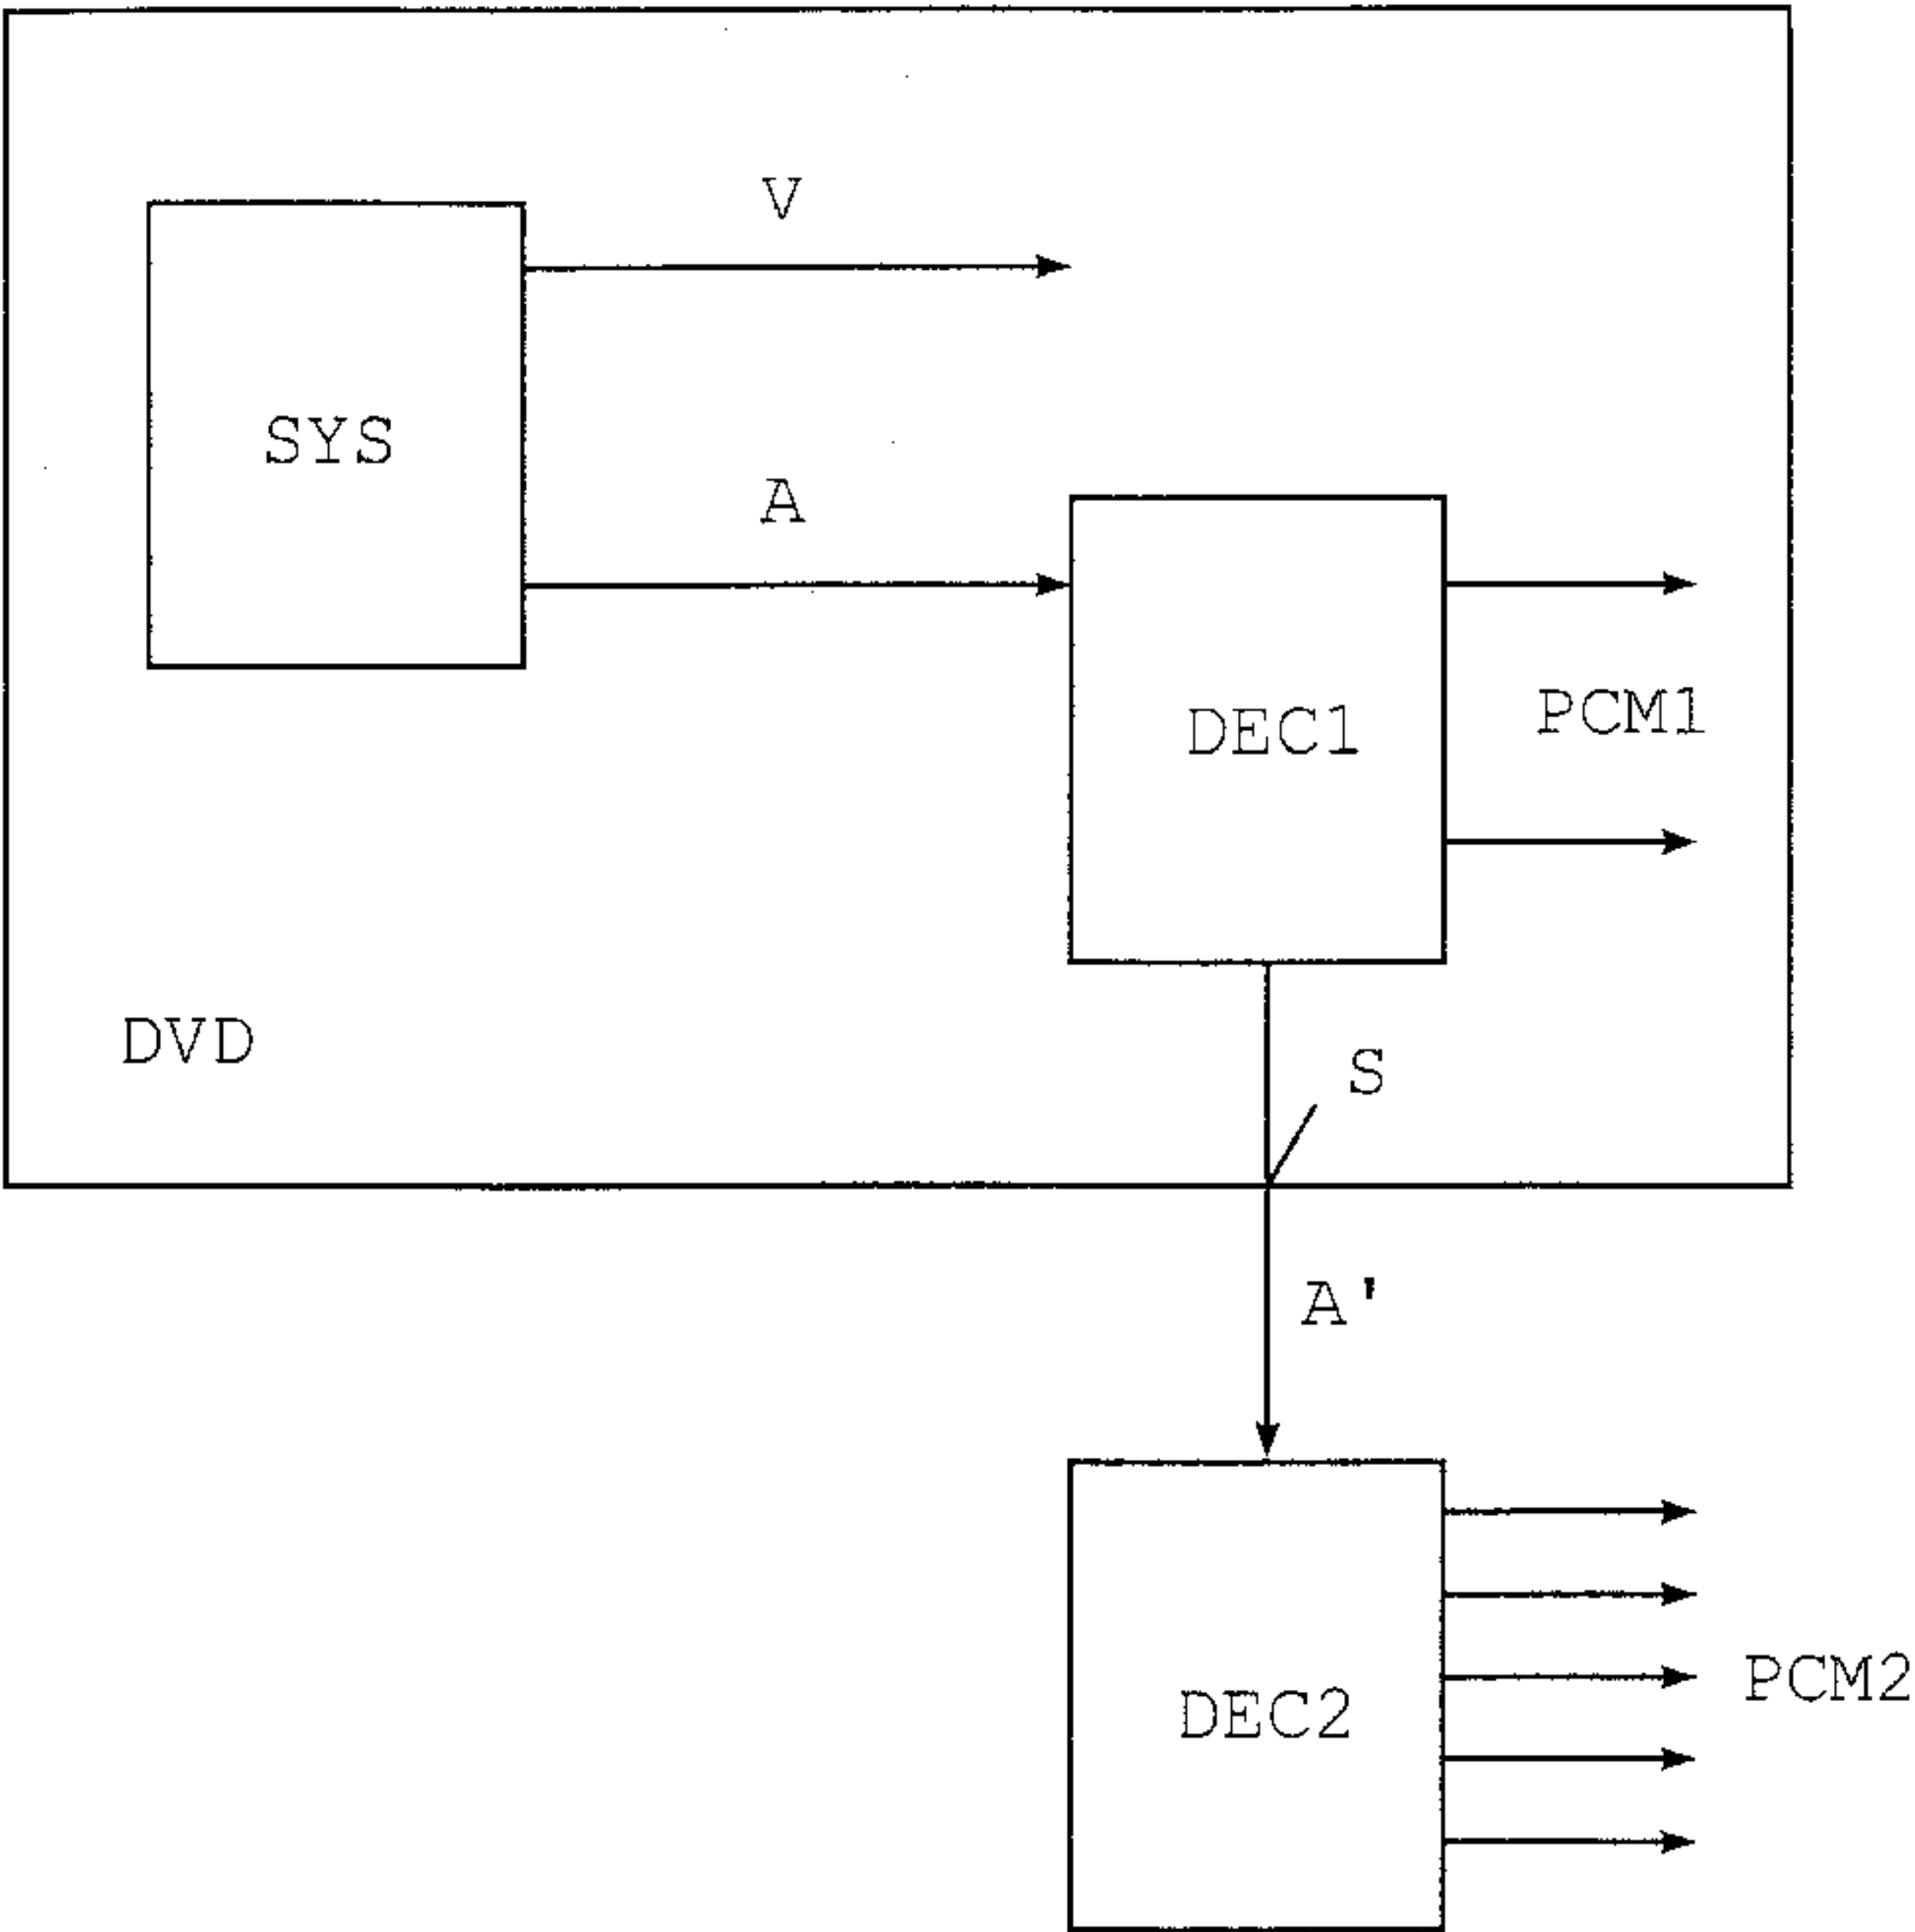 V
SYS
A
DEC1
PCM1
DVD
S
A'
DEC2
PCM2